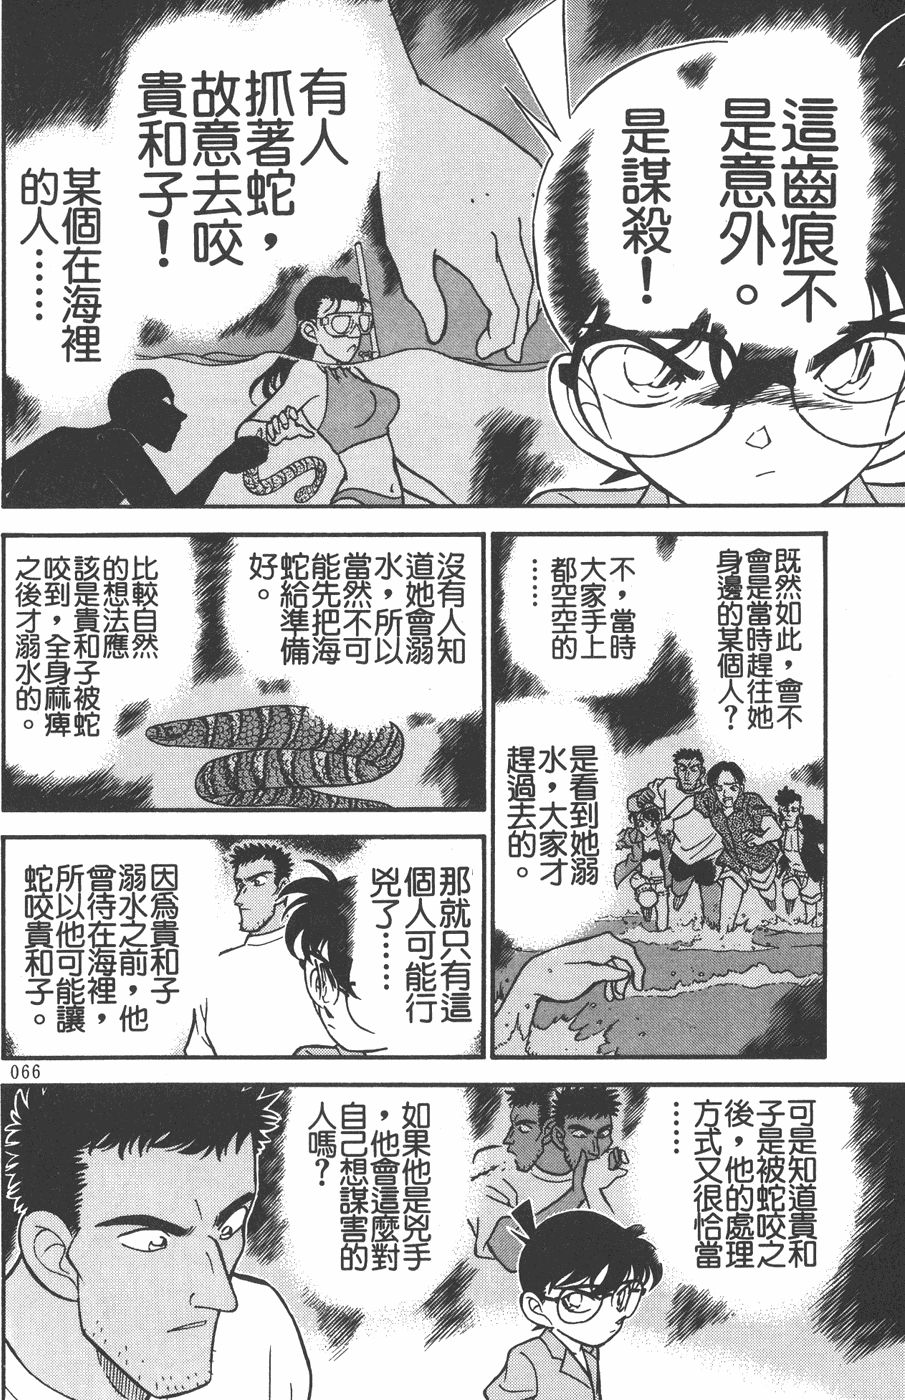 這齒痕不
是意外。
是謀殺！
有人
抓著蛇，
故意去咬
貴和子！
某個在海裡
的人……
既然如此，會不
會是當時趕往她
身邊的某個人？
不，當時
大家手上
都空空的
……
是看到她溺
水，大家才
趕過去的。
沒有人知
道她會溺
水，所以
當然不可
能先把海
蛇給準備
好。
比較自然
的想法應
該是貴和子被蛇
咬到，全身麻痺
之後才溺水的。
那就只有這
個人可能行
兇了……
因為貴和子
溺水之前，他
曾待在海裡，
所以他可能讓
蛇咬貴和子。
066
可是知道貴和
子是被蛇咬之
後，他的處理
方式又很恰當
……
如果他是兇手
，他會這麼對
自己想謀害的
人嗎？